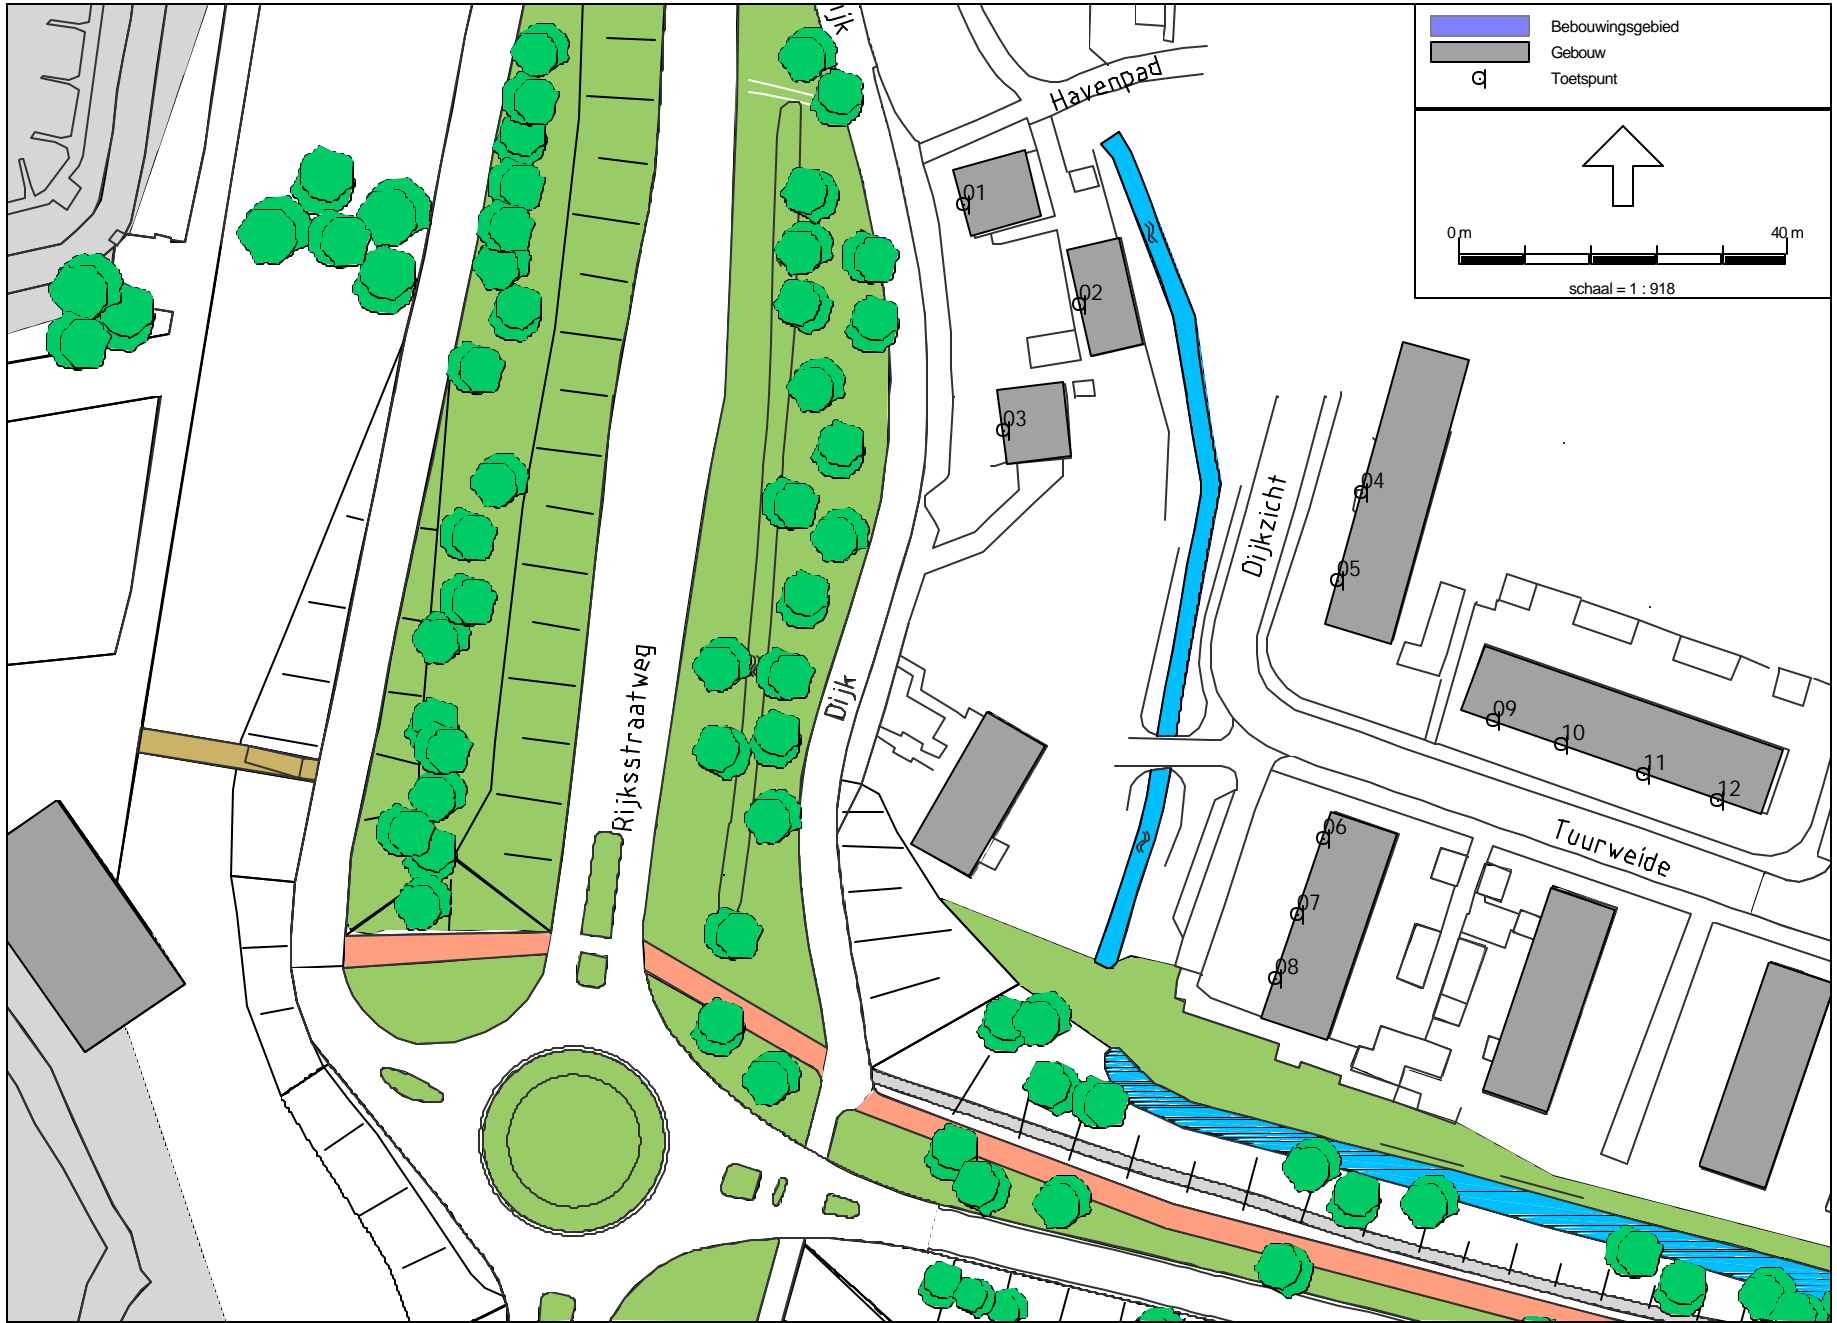 Bebouwingsgebied
Gebouw
Toetspunt
0 m
40 m
schaal = 1 : 918
Havenpad
01
02
03
04
05
Dijkzicht
Rijksstraatweg
Dijk
09
10
11
12
06
07
08
Tuurweide